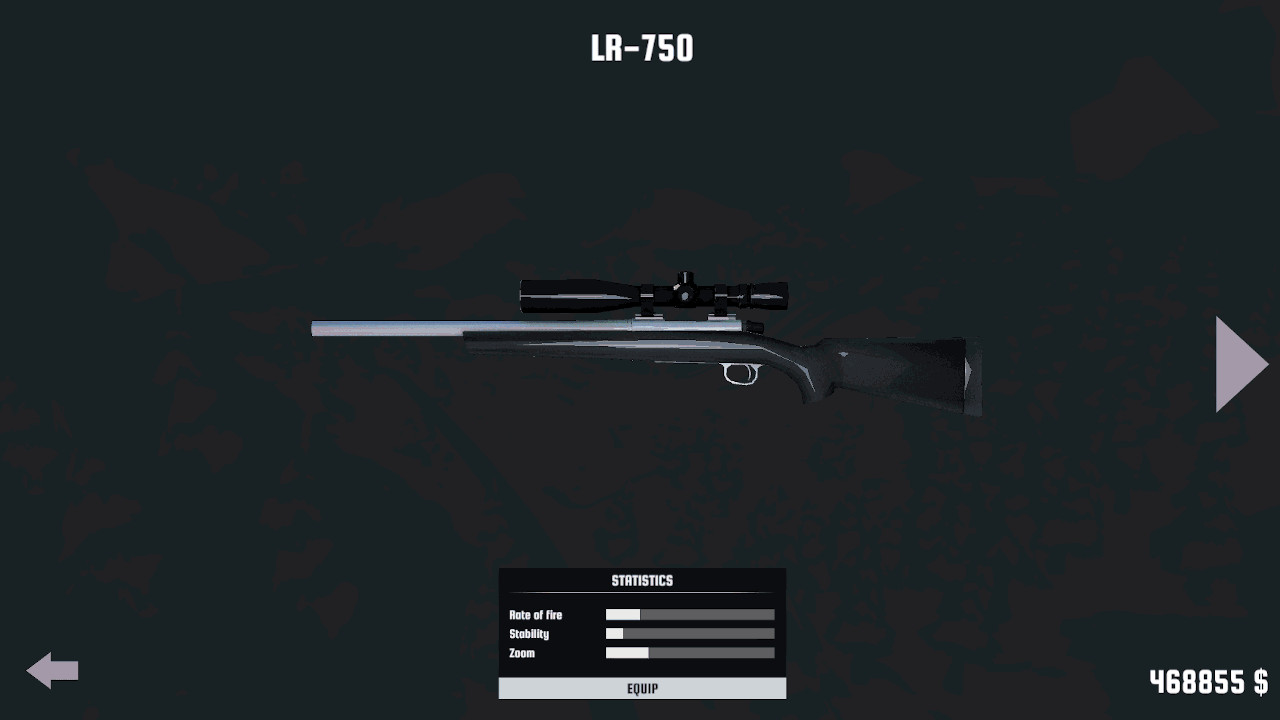 LR-750
STATISTICS
Rate of fire
Stability
Zoom
EQUIP
468855 $